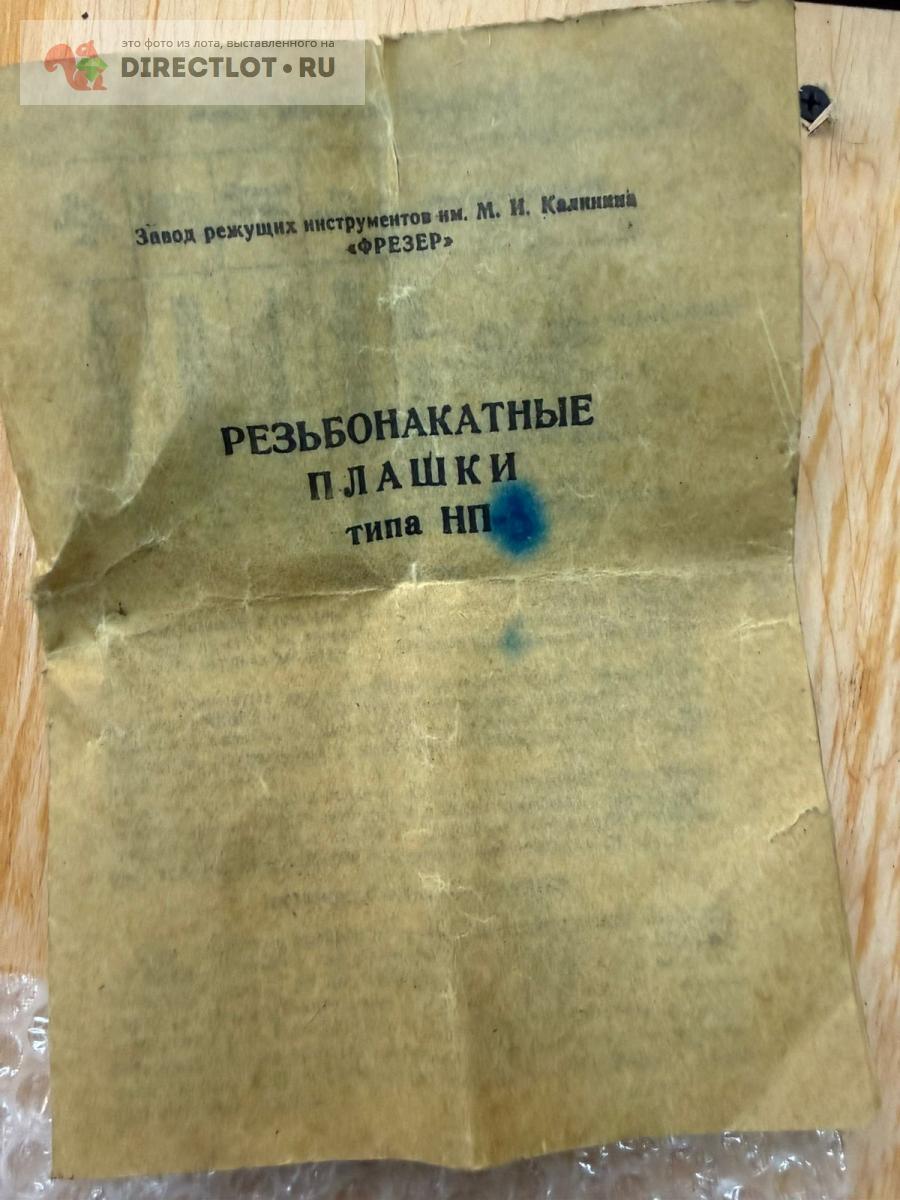 это фото из лота, выставленного на
DIRECTLOT.RU
Завод режущих инструментов им. М. И. Калинина
«ФРЕЗЕР»
РЕЗЬБОНАКАТНЫЕ
ПЛАШКИ
типа НП